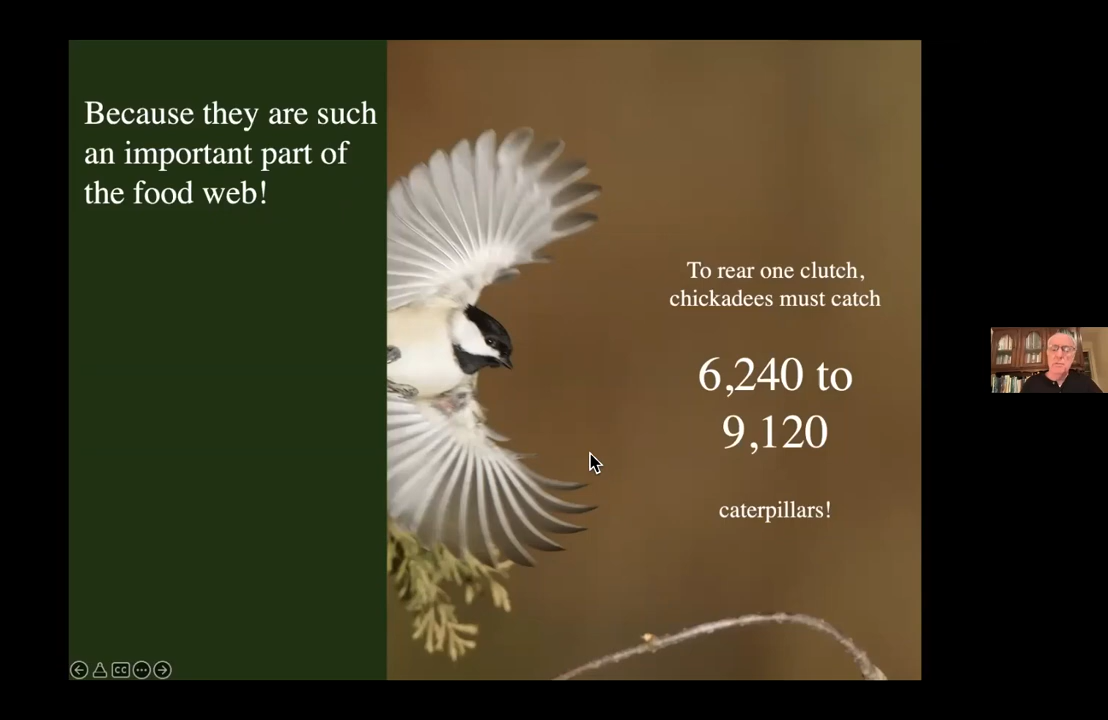 Because they are such
an important part of
the food web!
To rear one clutch,
chickadees must catch
6,240 to
9,120
caterpillars!
CC